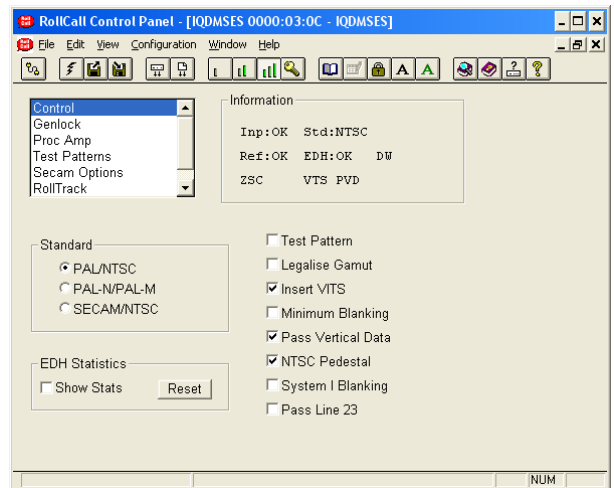 RollCall Control Panel - [IQDMSES 0000:03:0C - IQDMSES]
File Edit View Configuration Window Help
A A
Control
Genlock
Proc Amp
Test Patterns
Secam Options
RollTrack
Information
Inp:OK Std:NTSC
Ref:OK EDH:OK DW
ZSC VTS PVD
Standard
PAL/NTSC
PAL-N/PAL-M
SECAM/NTSC
EDH Statistics
Show Stats Reset
Test Pattern
Legalise Gamut
Insert VITS
Minimum Blanking
Pass Vertical Data
NTSC Pedestal
System I Blanking
Pass Line 23
NUM